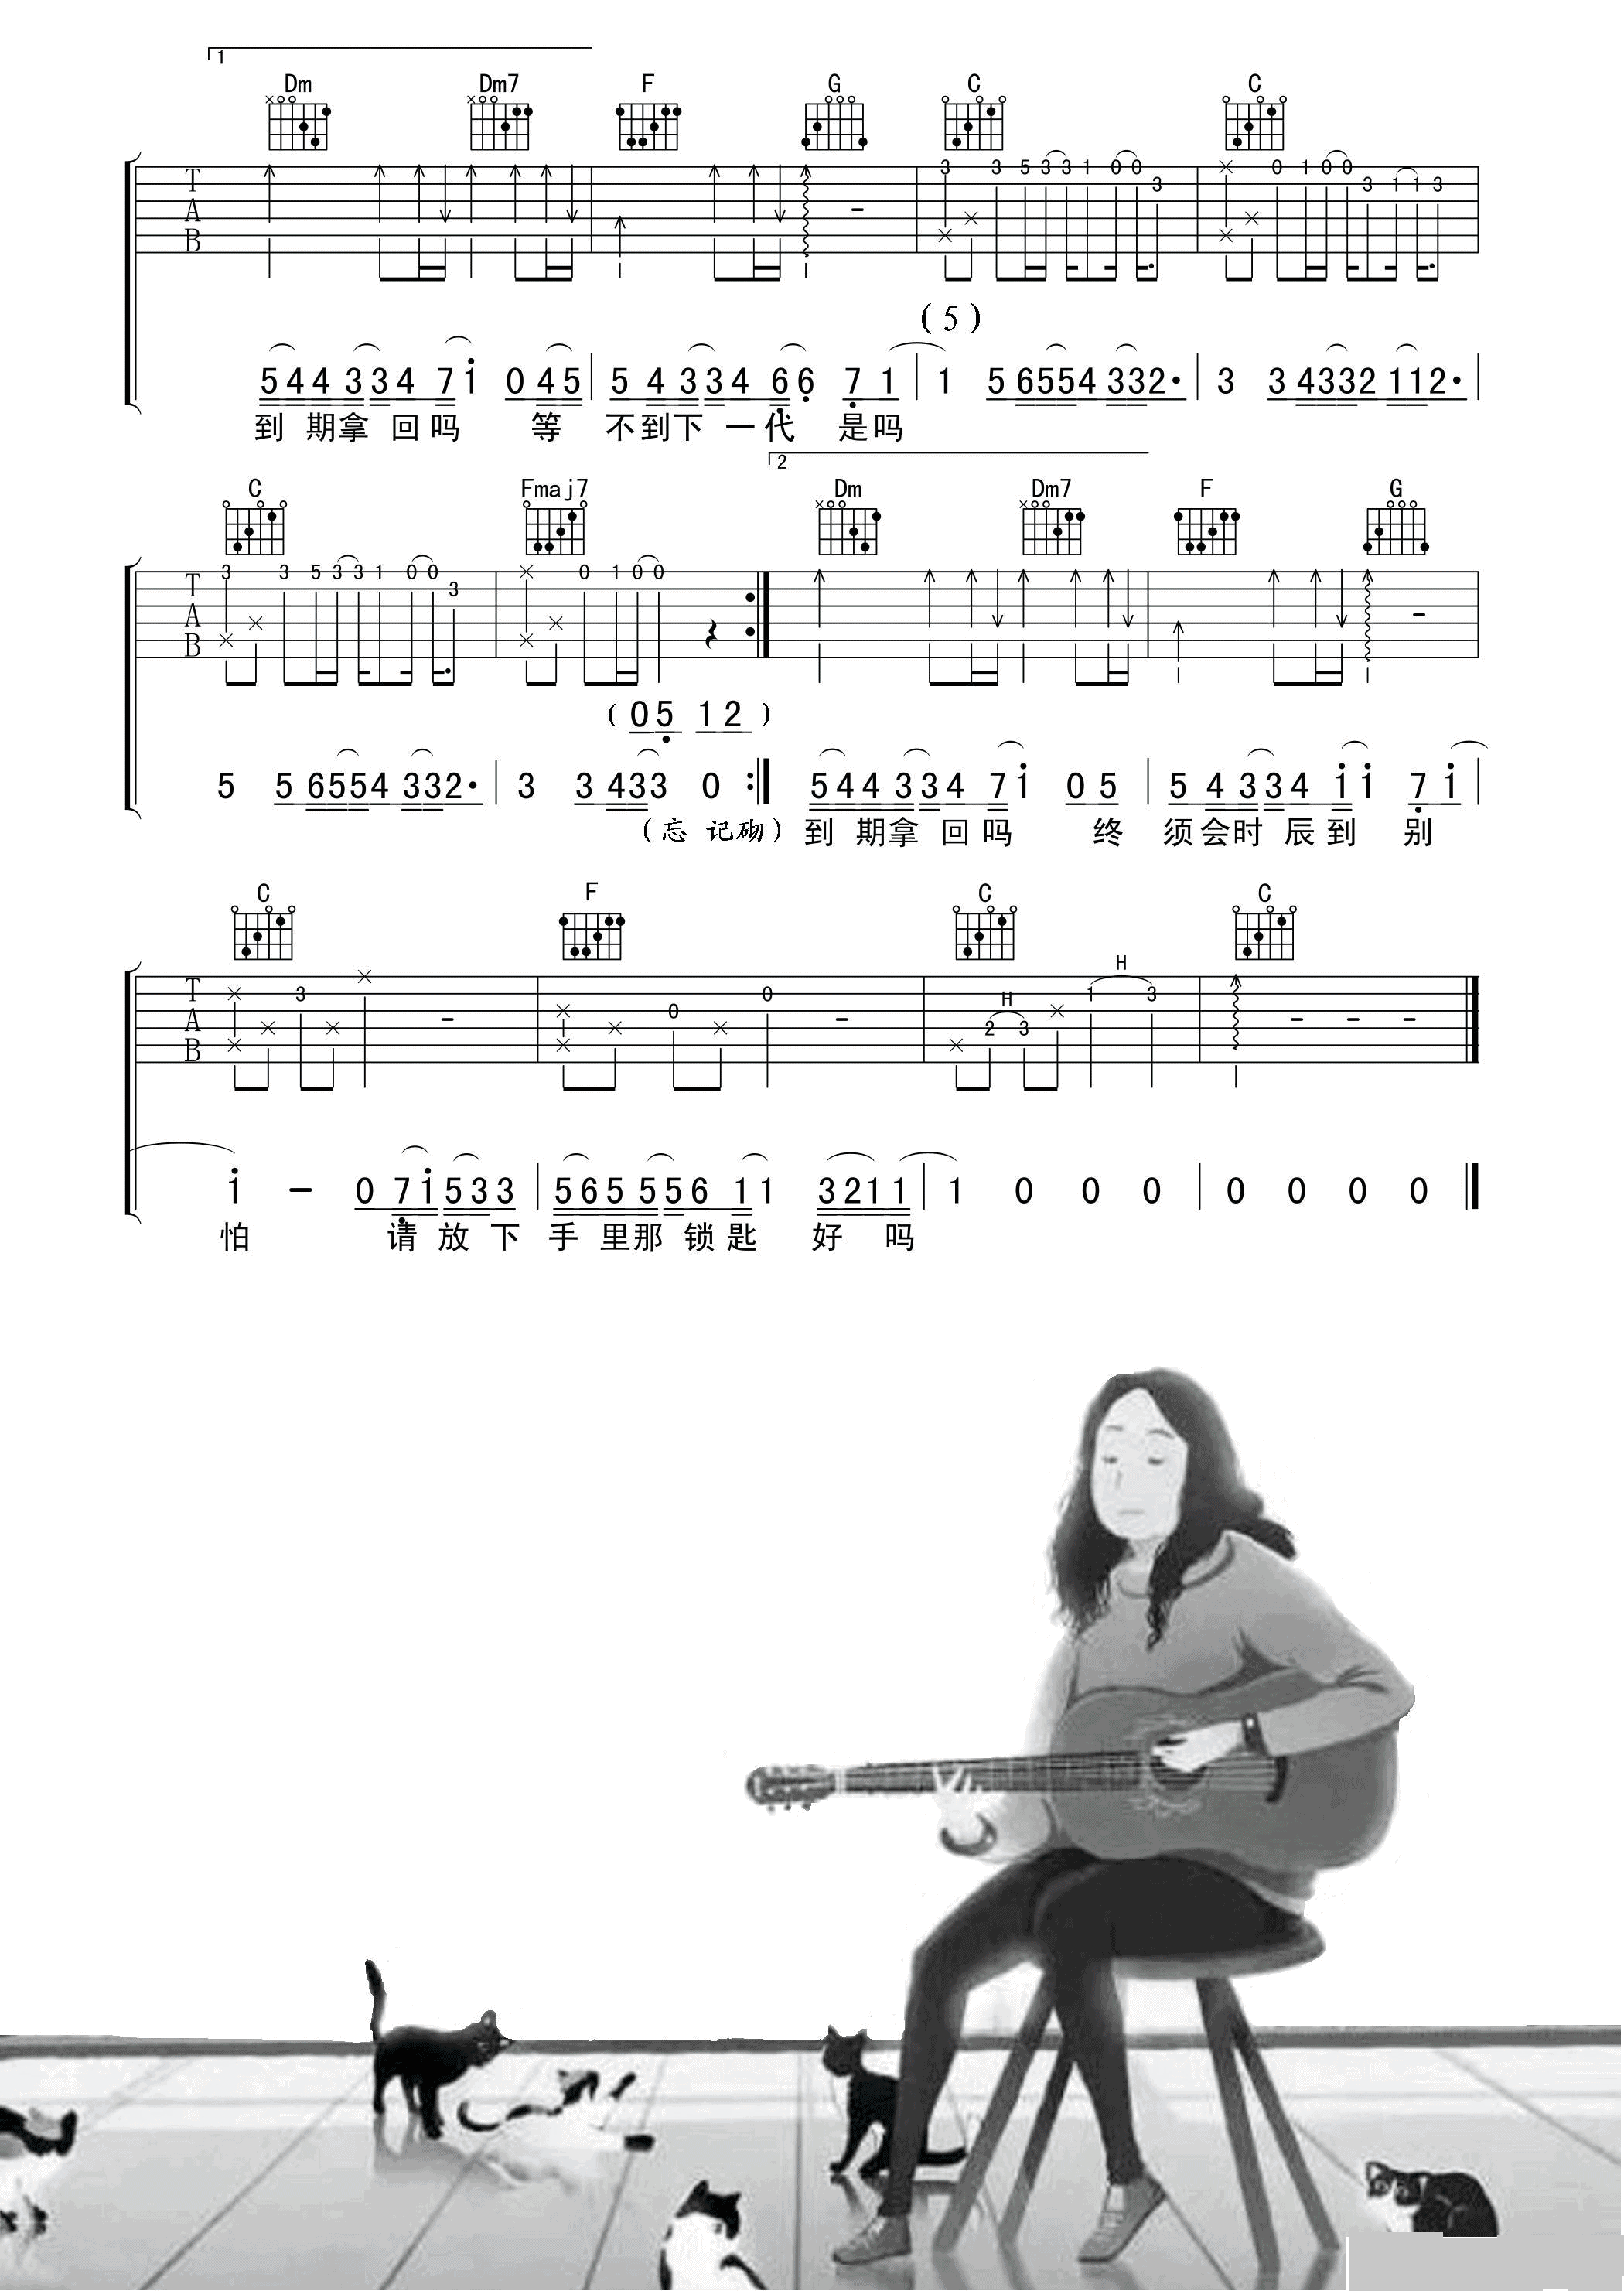 1
Dm Dm7 F G C C
T 3 3 5 3 3 1 0 0 3 0 1 0 0 3 1 1 3
A
B
(5)
5 4 4 3 3 4 7 1 0 4 5 5 4 3 3 4 6 6 7 1 1 5 6 5 5 4 3 3 2 · 3 3 4 3 3 2 1 1 2 ·
到 期拿 回吗 等 不到下 一代 是吗
2
C Fmaj7 Dm Dm7 F G
T 3 3 5 3 3 1 0 0 3 0 1 0 0
A
B
(0 5 1 2)
5 5 6 5 5 4 3 3 2 · 3 3 4 3 3 0 5 4 4 3 3 4 7 1 0 5 5 4 3 3 4 1 1 7 1
(忘 记砌) 到 期拿 回吗 终 须会时 辰到 别
C F C C
H
T 3 0 0 H 2 3 1 3
A
B
1 – 0 7 1 5 3 3 5 6 5 5 5 6 1 1 3 2 1 1 1 0 0 0 0 0 0 0
怕 请 放 下 手 里那 锁 匙 好 吗